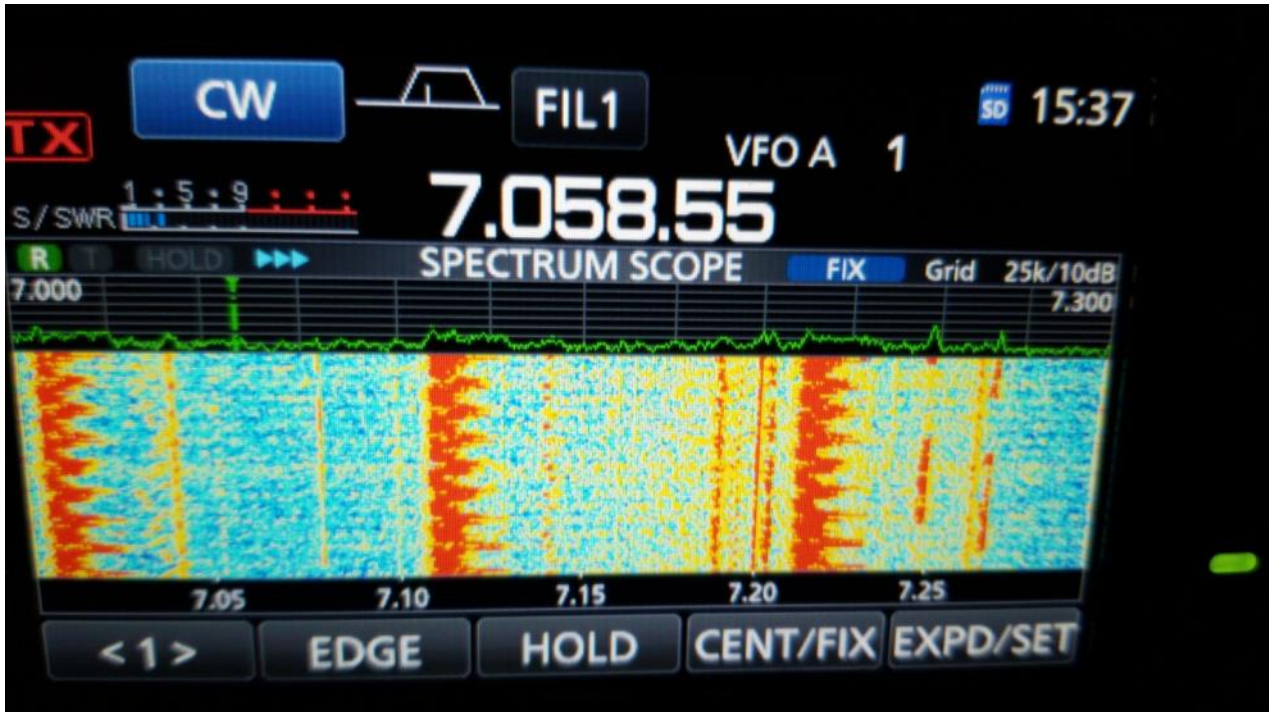 CW FIL1 SD 15:37
TX VFO A 1
S/SWR 1 5 9 7.058.55
R T HOLD SPECTRUM SCOPE FIX Grid 25k/10dB
7.000 7.300
7.05 7.10 7.15 7.20 7.25
<1> EDGE HOLD CENT/FIX EXPD/SET